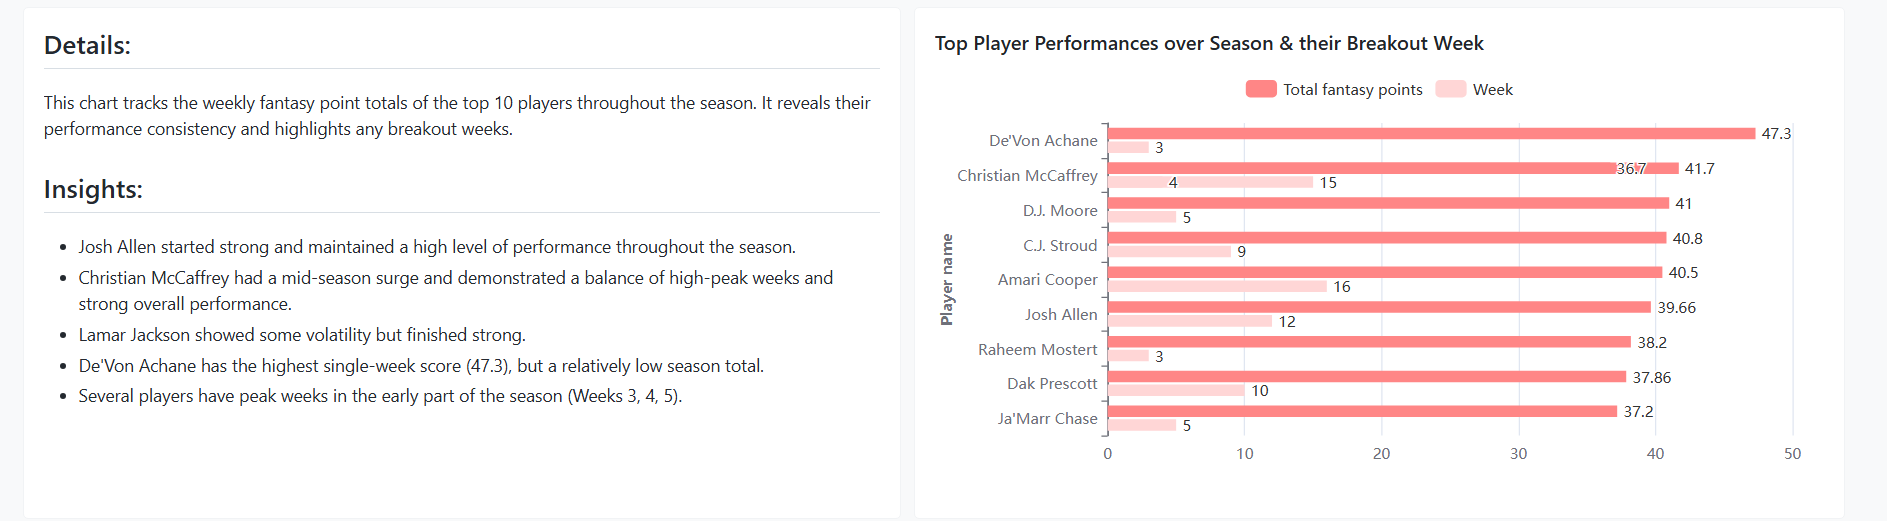 Details:
This chart tracks the weekly fantasy point totals of the top 10 players throughout the season. It reveals their
performance consistency and highlights any breakout weeks.
Insights:
• Josh Allen started strong and maintained a high level of performance throughout the season.
• Christian McCaffrey had a mid-season surge and demonstrated a balance of high-peak weeks and
strong overall performance.
• Lamar Jackson showed some volatility but finished strong.
• De'Von Achane has the highest single-week score (47.3), but a relatively low season total.
• Several players have peak weeks in the early part of the season (Weeks 3, 4, 5).
Top Player Performances over Season & their Breakout Week
Total fantasy points Week
Player name
De'Von Achane 47.3
3
Christian McCaffrey 36.7 41.7
4 15
D.J. Moore 41
5
C.J. Stroud 40.8
9
Amari Cooper 40.5
16
Josh Allen 39.66
12
Raheem Mostert 38.2
3
Dak Prescott 37.86
10
Ja'Marr Chase 37.2
5
0 10 20 30 40 50